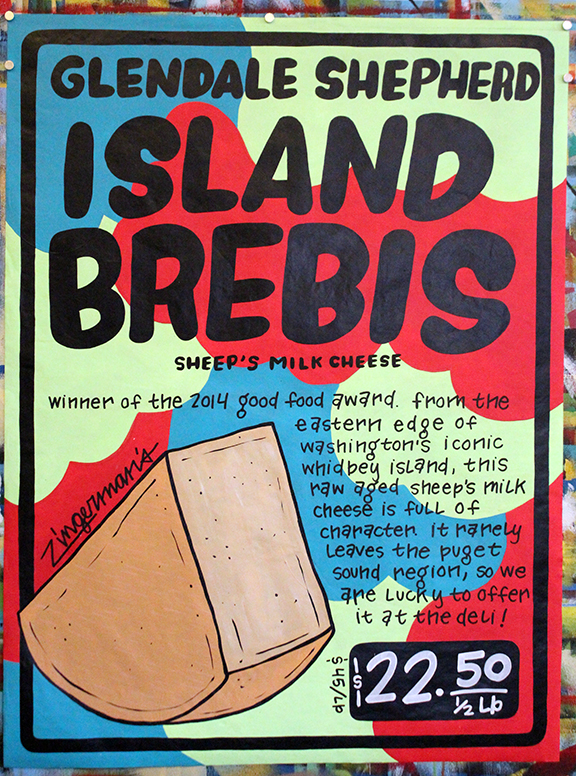 GLENDALE SHEPHERD
ISLAND
BREBIS
SHEEP'S MILK CHEESE
winner of the 2014 good food award. from the
eastern edge of
washington's iconic
whidbey island, this
raw aged sheep's milk
cheese is full of
character. it rarely
leaves the puget
sound region, so we
are lucky to offer
it at the deli!
Zingerman's
$45/LP
$22.50
½ Lb